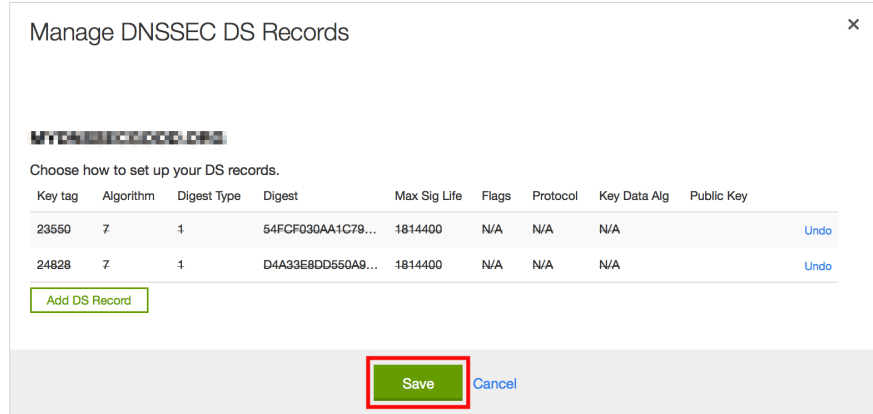 Manage DNSSEC DS Records ×
Choose how to set up your DS records.
Key tag Algorithm Digest Type Digest Max Sig Life Flags Protocol Key Data Alg Public Key
23550 7 1 54FCF030AA1C79... 1814400 N/A N/A N/A Undo
24828 7 1 D4A33E8DD550A9... 1814400 N/A N/A N/A Undo
Add DS Record
Save Cancel